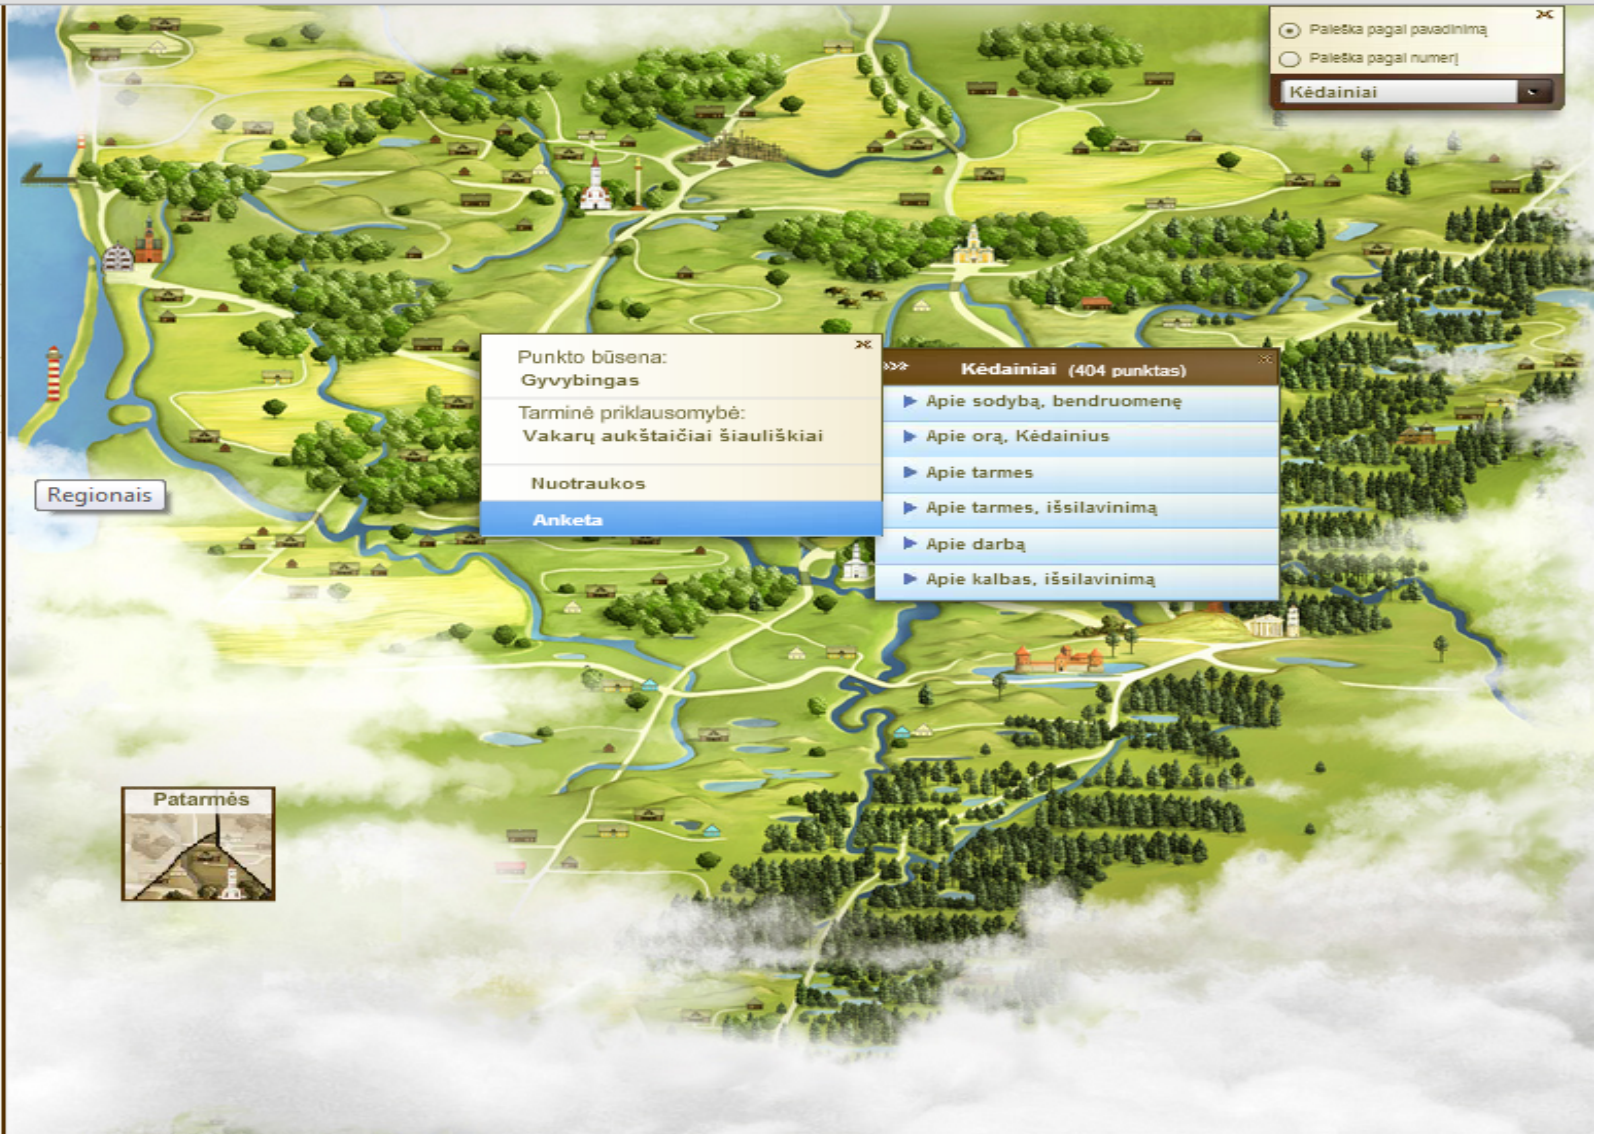 Paieška pagal pavadinimą
Paieška pagal numerį
Kėdainiai
Punkto būsena:
Gyvybingas
Tarminė priklausomybė:
Vakarų aukštaičiai šiauliškiai
Nuotraukos
Anketa
Kėdainiai (404 punktas)
Apie sodybą, bendruomenę
Apie orą, Kėdainius
Apie tarmes
Apie tarmes, išsilavinimą
Apie darbą
Apie kalbas, išsilavinimą
Regionais
Patarmės